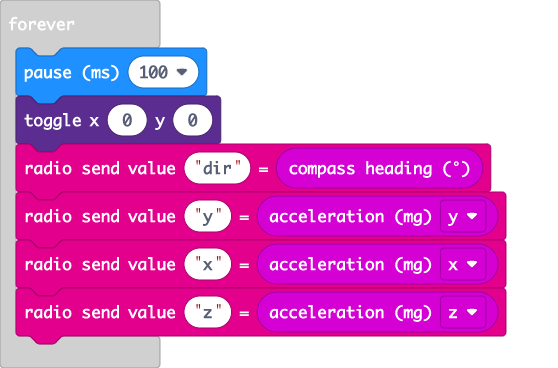 forever
pause (ms) 100
toggle x 0 y 0
radio send value "dir" = compass heading (°)
radio send value "y" = acceleration (mg) y
radio send value "x" = acceleration (mg) x
radio send value "z" = acceleration (mg) z